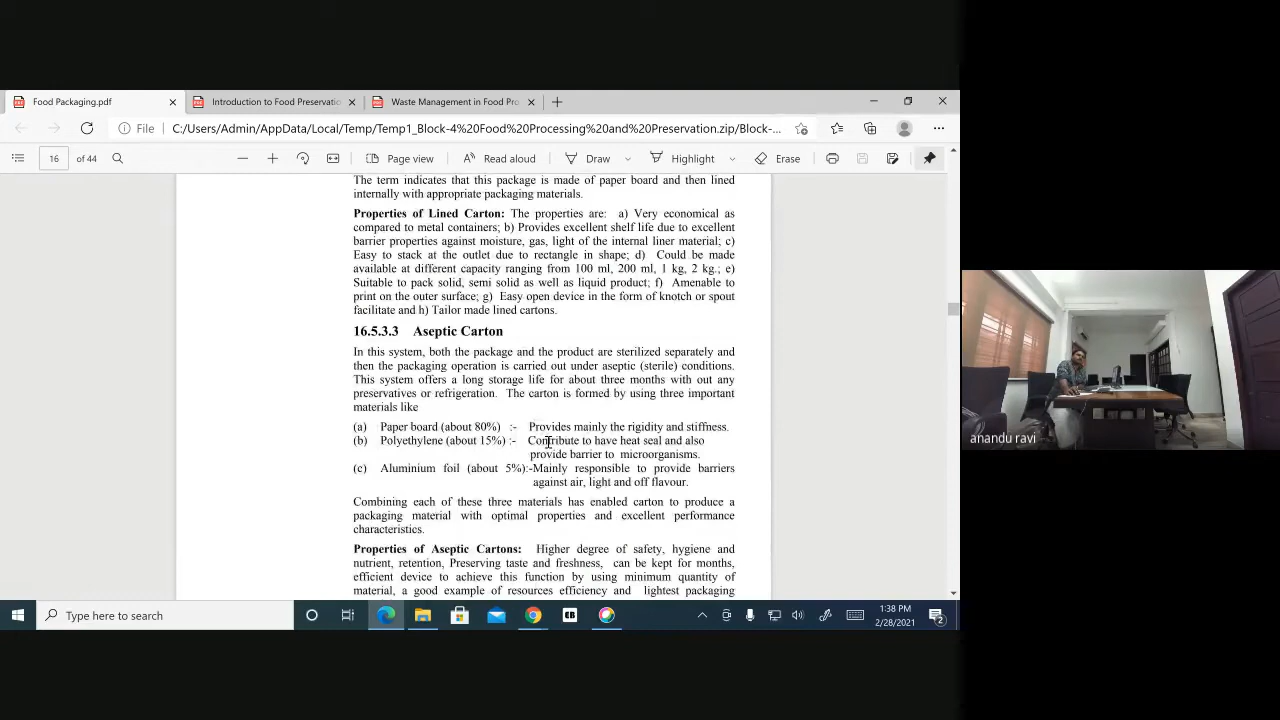 Food Packaging.pdf
Introduction to Food Preservatio
Waste Management in Food Pro
File
C:/Users/Admin/AppData/Local/Temp/Temp1_Block-4%20Food%20Processing%20and%20Preservation.zip/Block-...
16 of 44
Page view
Read aloud
Draw
Highlight
Erase
The term indicates that this package is made of paper board and then lined
internally with appropriate packaging materials.
Properties of Lined Carton: The properties are: a) Very economical as
compared to metal containers; b) Provides excellent shelf life due to excellent
barrier properties against moisture, gas, light of the internal liner material; c)
Easy to stack at the outlet due to rectangle in shape; d) Could be made
available at different capacity ranging from 100 ml, 200 ml, 1 kg, 2 kg.; e)
Suitable to pack solid, semi solid as well as liquid product; f) Amenable to
print on the outer surface; g) Easy open device in the form of knotch or spout
facilitate and h) Tailor made lined cartons.
16.5.3.3 Aseptic Carton
In this system, both the package and the product are sterilized separately and
then the packaging operation is carried out under aseptic (sterile) conditions.
This system offers a long storage life for about three months with out any
preservatives or refrigeration. The carton is formed by using three important
materials like
(a) Paper board (about 80%) :- Provides mainly the rigidity and stiffness.
(b) Polyethylene (about 15%) :- Contribute to have heat seal and also
provide barrier to microorganisms.
(c) Aluminium foil (about 5%):-Mainly responsible to provide barriers
against air, light and off flavour.
Combining each of these three materials has enabled carton to produce a
packaging material with optimal properties and excellent performance
characteristics.
Properties of Aseptic Cartons: Higher degree of safety, hygiene and
nutrient, retention, Preserving taste and freshness, can be kept for months,
efficient device to achieve this function by using minimum quantity of
material, a good example of resources efficiency and lightest packaging
anandu ravi
Type here to search
CB
1:38 PM
2/28/2021
2